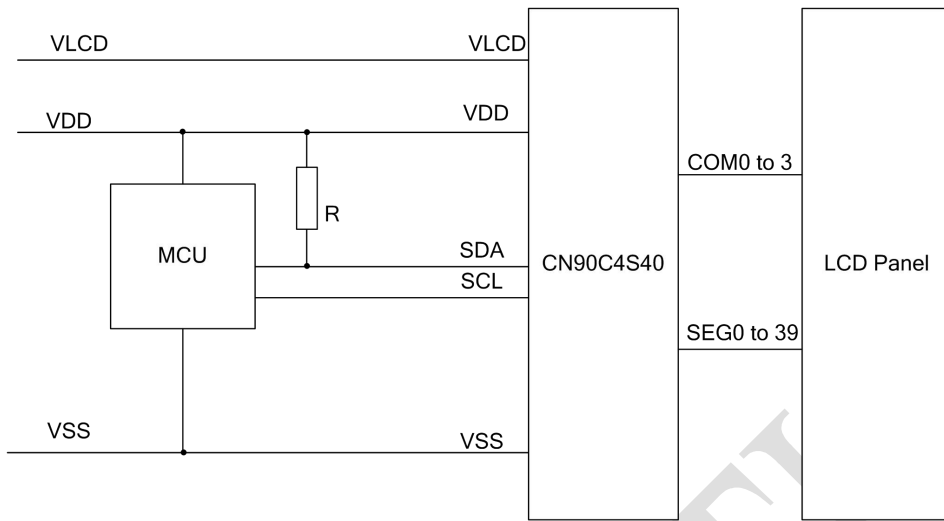 VLCD VLCD
VDD VDD
COM0 to 3
R
MCU SDA CN90C4S40 LCD Panel
SCL
SEG0 to 39
VSS VSS